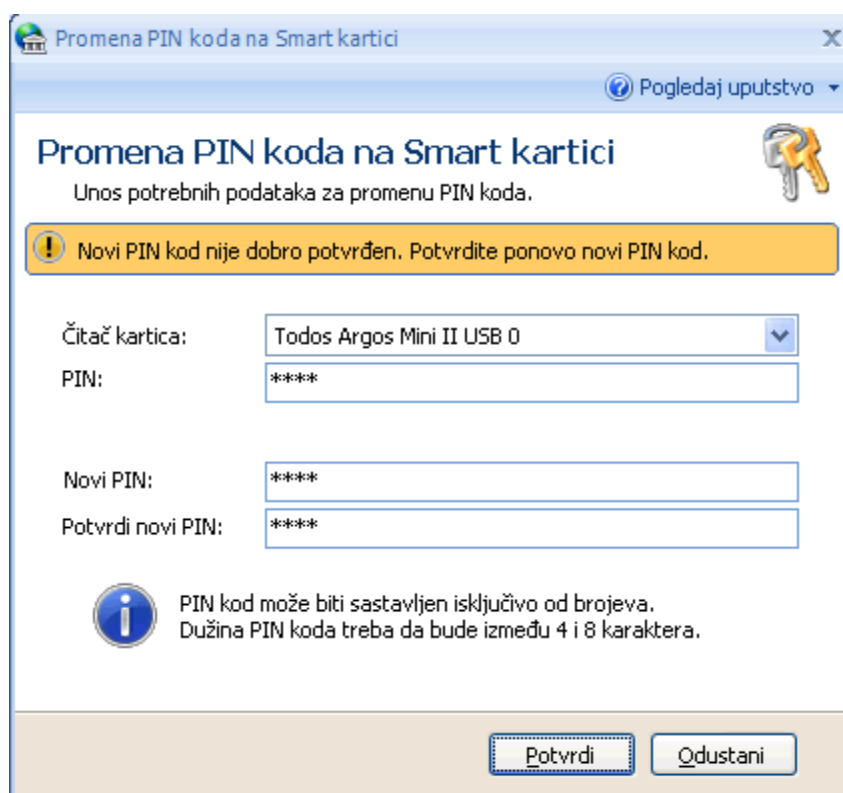 Promena PIN koda na Smart kartici
Pogledaj uputstvo
Promena PIN koda na Smart kartici
Unos potrebnih podataka za promenu PIN koda.
Novi PIN kod nije dobro potvrđen. Potvrdite ponovo novi PIN kod.
Čitač kartica: Todos Argos Mini II USB 0
PIN: ****
Novi PIN: ****
Potvrdi novi PIN: ****
PIN kod može biti sastavljen isključivo od brojeva.
Dužina PIN koda treba da bude između 4 i 8 karaktera.
Potvrdi Odustani